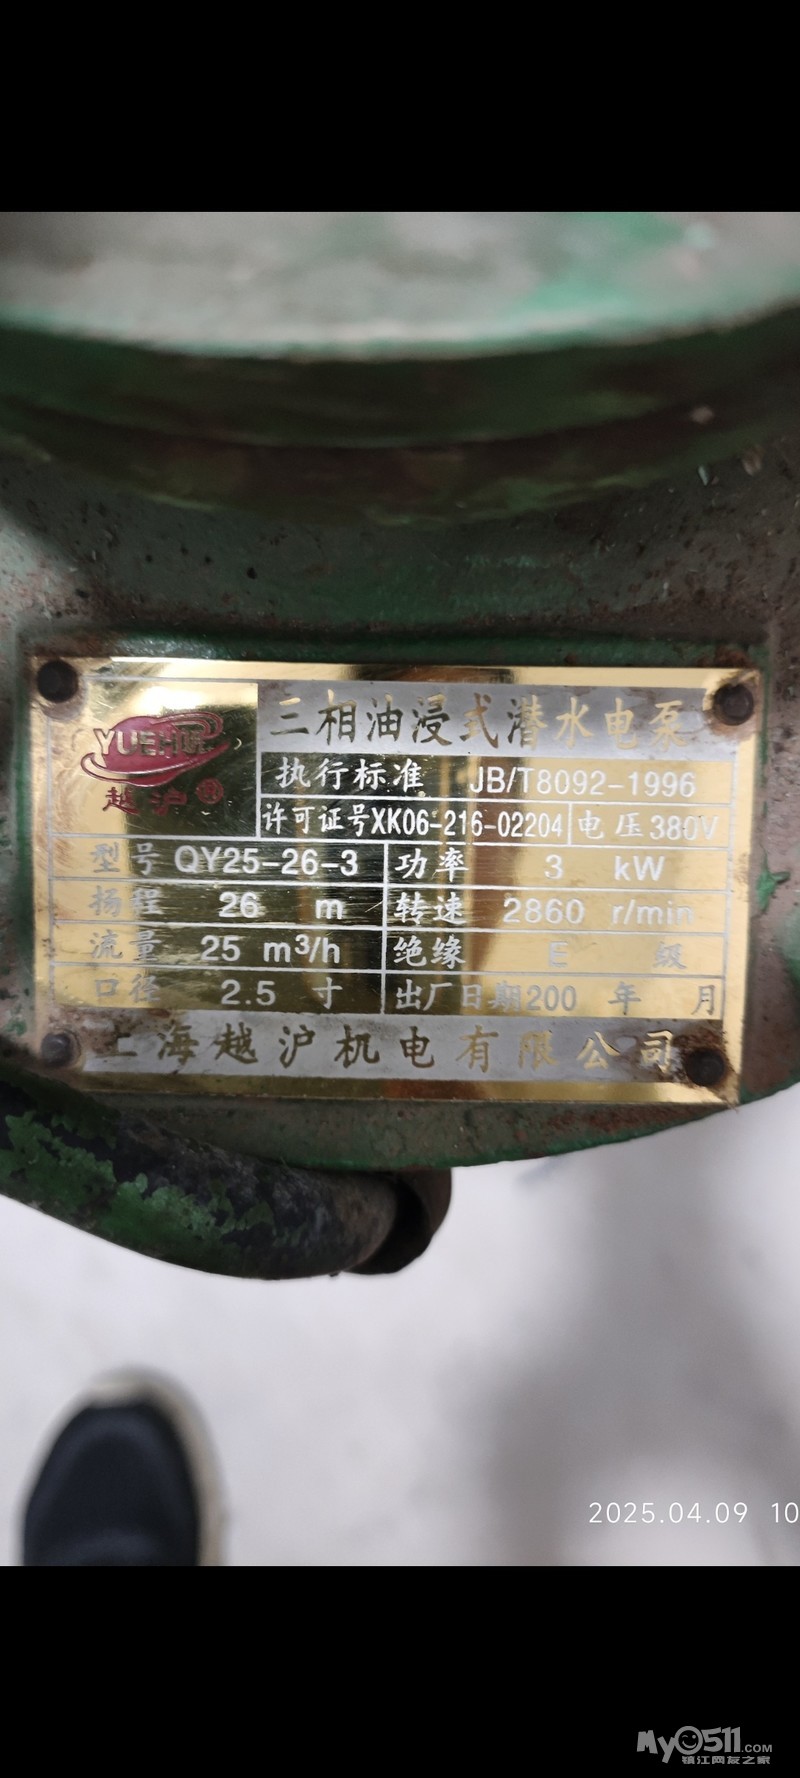 三相油浸式潜水电泵
YUEHU
越沪®
执行标准 JB/T8092-1996
许可证号XK06-216-02204 电压380V
型号 QY25-26-3 功率 3 kW
扬程 26 m 转速 2860 r/min
流量 25 m³/h 绝缘 E 级
口径 2.5 寸 出厂日期200 年 月
上海越沪机电有限公司
2025.04.09 10
My0511.COM
镇江网友之家